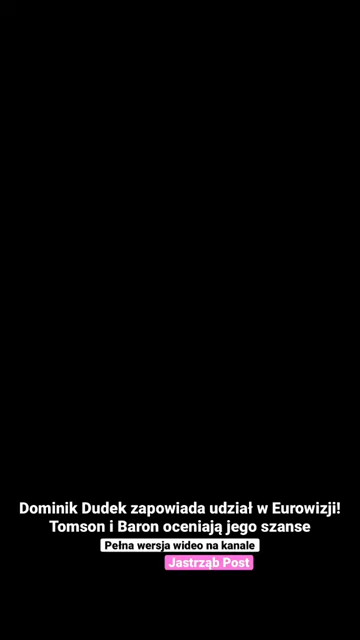 Dominik Dudek zapowiada udział w Eurowizji!
Tomson i Baron oceniają jego szanse
Pełna wersja wideo na kanale
Jastrząb Post